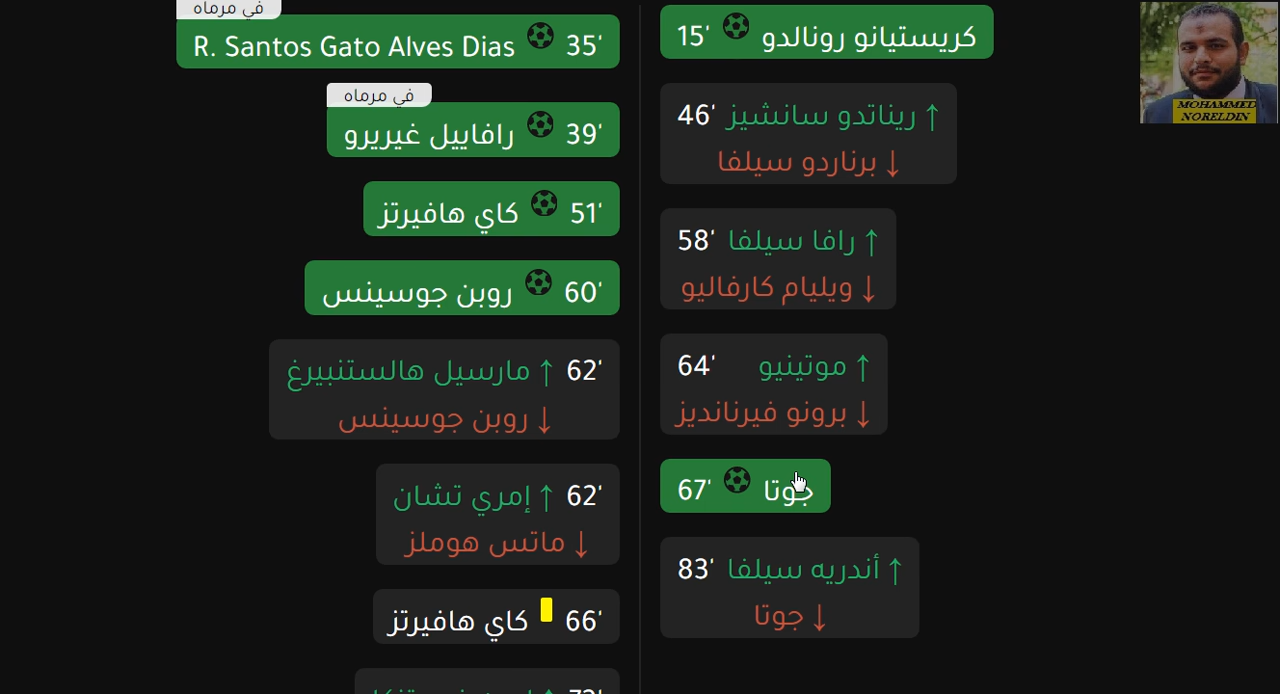 كريستيانو رونالدو 15'
ريناتدو سانشيز 46' ↑
برناردو سيلفا ↓
رافا سيلفا 58' ↑
ويليام كارفاليو ↓
موتينيو 64' ↑
برونو فيرنانديز ↓
جوتا 67'
أندريه سيلفا 83' ↑
جوتا ↓
في مرماه
35' R. Santos Gato Alves Dias
في مرماه
39' رافاييل غيريرو
51' كاي هافيرتز
60' روبن جوسينس
62' ↑ مارسيل هالستنبيرغ
↓ روبن جوسينس
62' ↑ إمري تشان
↓ ماتس هوملز
66' كاي هافيرتز
MOHAMMED
NORELDIN